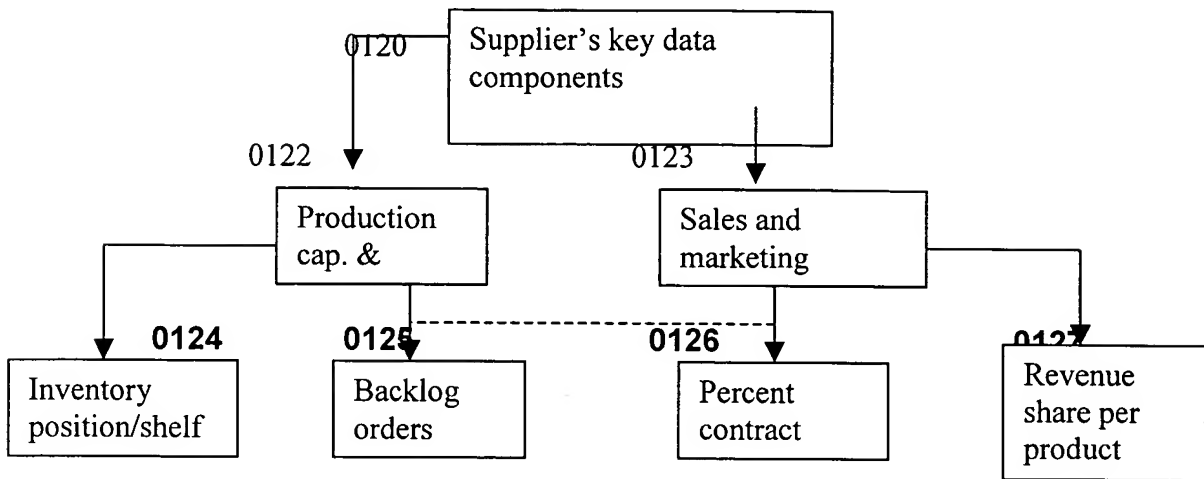 0120
Supplier's key data
components
0122
0123
Production
cap. &
Sales and
marketing
0124
0125
0126
0127
Inventory
position/shelf
Backlog
orders
Percent
contract
Revenue
share per
product